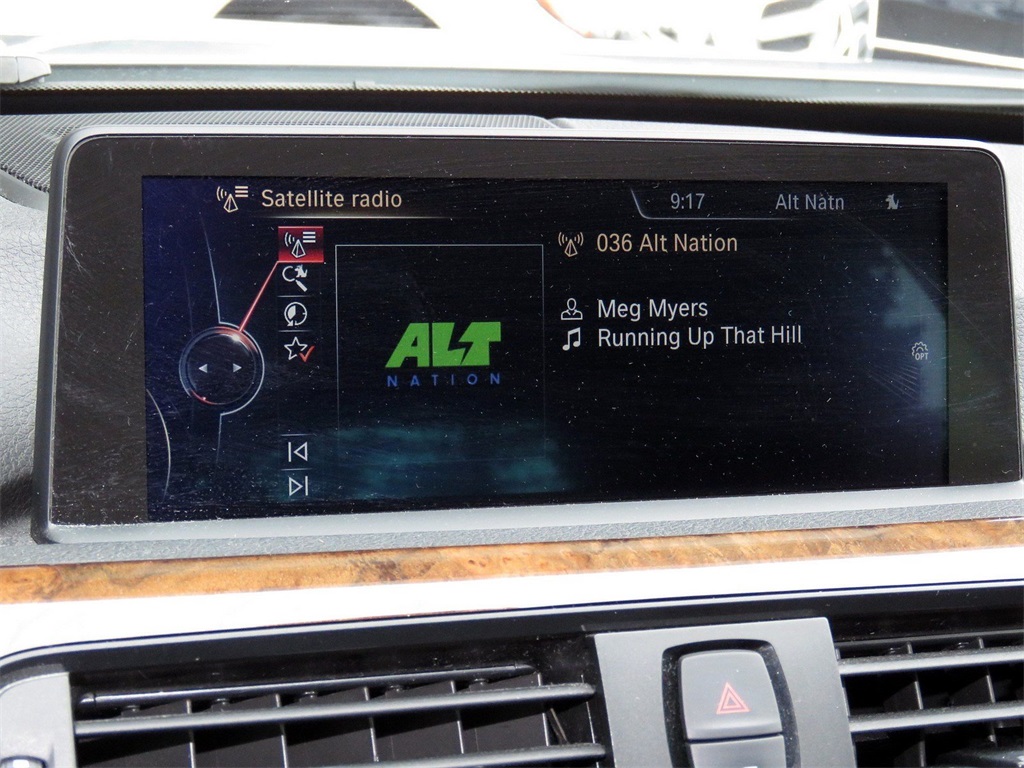 Satellite radio
9:17
Alt Natn
036 Alt Nation
Meg Myers
Running Up That Hill
ALT
NATION
OPT